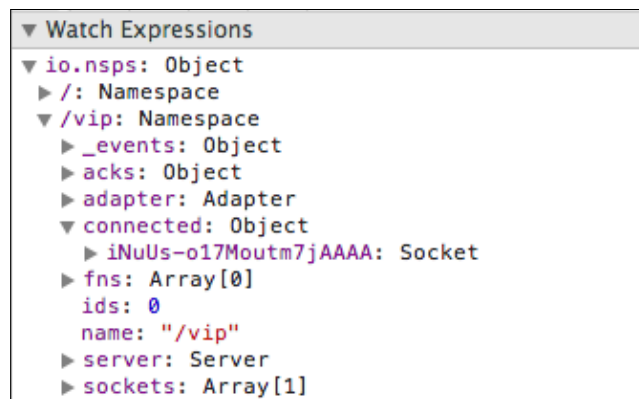 Watch Expressions
io.nsps: Object
/: Namespace
/vip: Namespace
_events: Object
acks: Object
adapter: Adapter
connected: Object
iNuUs-o17Moutm7jAAAA: Socket
fns: Array[0]
ids: 0
name: "/vip"
server: Server
sockets: Array[1]